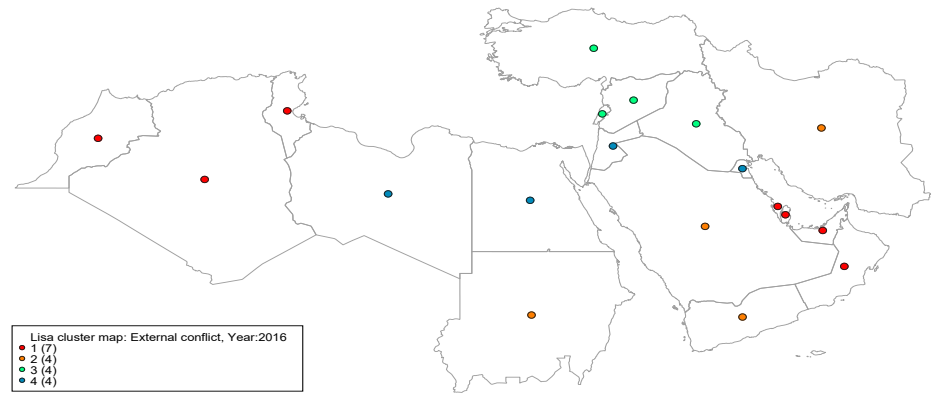 Lisa cluster map: External conflict, Year:2016
1 (7)
2 (4)
3 (4)
4 (4)